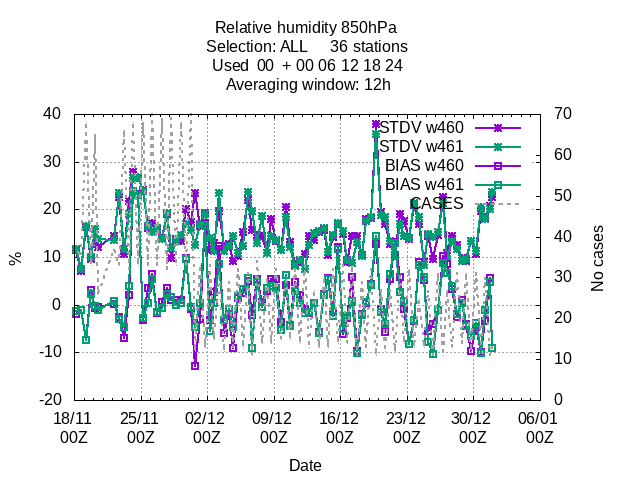 Relative humidity 850hPa
Selection: ALL 36 stations
Used 00 + 00 06 12 18 24
Averaging window: 12h
40
30
20
10
0
-10
-20
%
70
60
50
40
30
20
10
0
No cases
STDV w460
STDV w461
BIAS w460
BIAS w461
CASES
18/11 25/11 02/12 09/12 16/12 23/12 30/12 06/01
00Z 00Z 00Z 00Z 00Z 00Z 00Z 00Z
Date